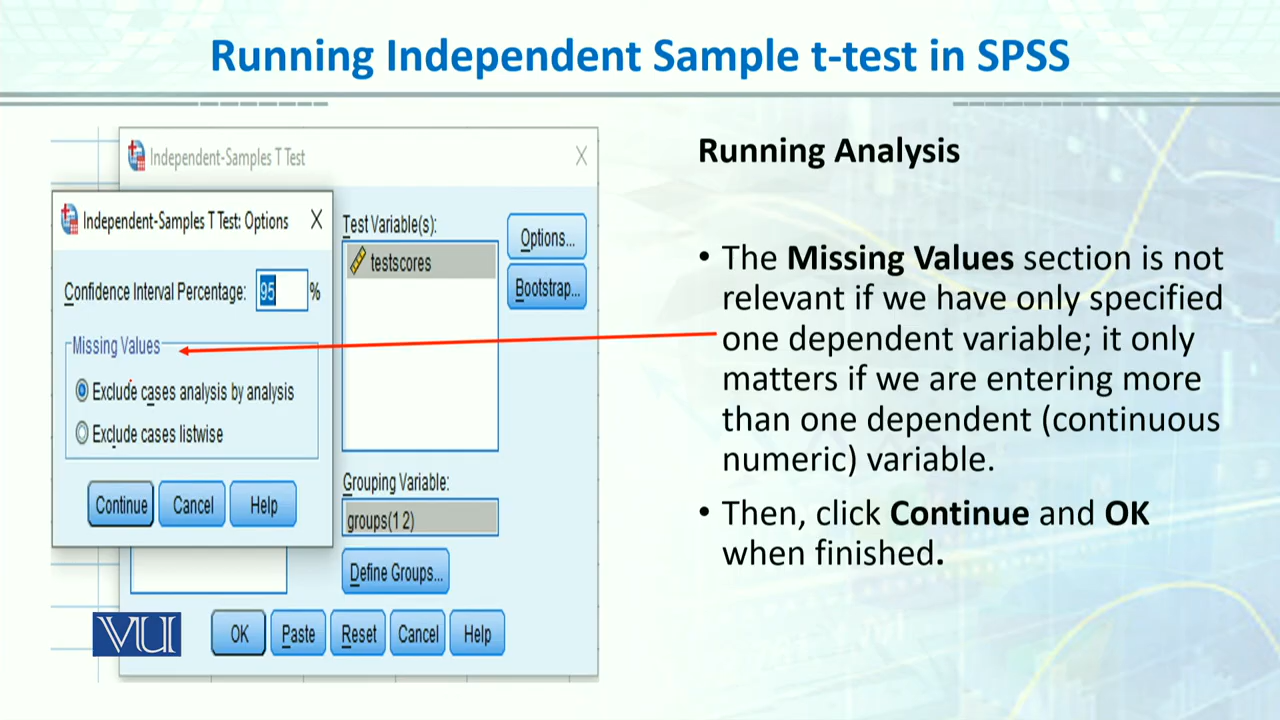 Running Independent Sample t-test in SPSS
Independent-Samples T Test
Independent-Samples T Test: Options
Confidence Interval Percentage: 95 %
Missing Values
Exclude cases analysis by analysis
Exclude cases listwise
Continue Cancel Help
Test Variable(s):
testscores
Options...
Bootstrap...
Grouping Variable:
groups(1 2)
Define Groups...
OK Paste Reset Cancel Help
VU
Running Analysis
• The Missing Values section is not
relevant if we have only specified
one dependent variable; it only
matters if we are entering more
than one dependent (continuous
numeric) variable.
• Then, click Continue and OK
when finished.